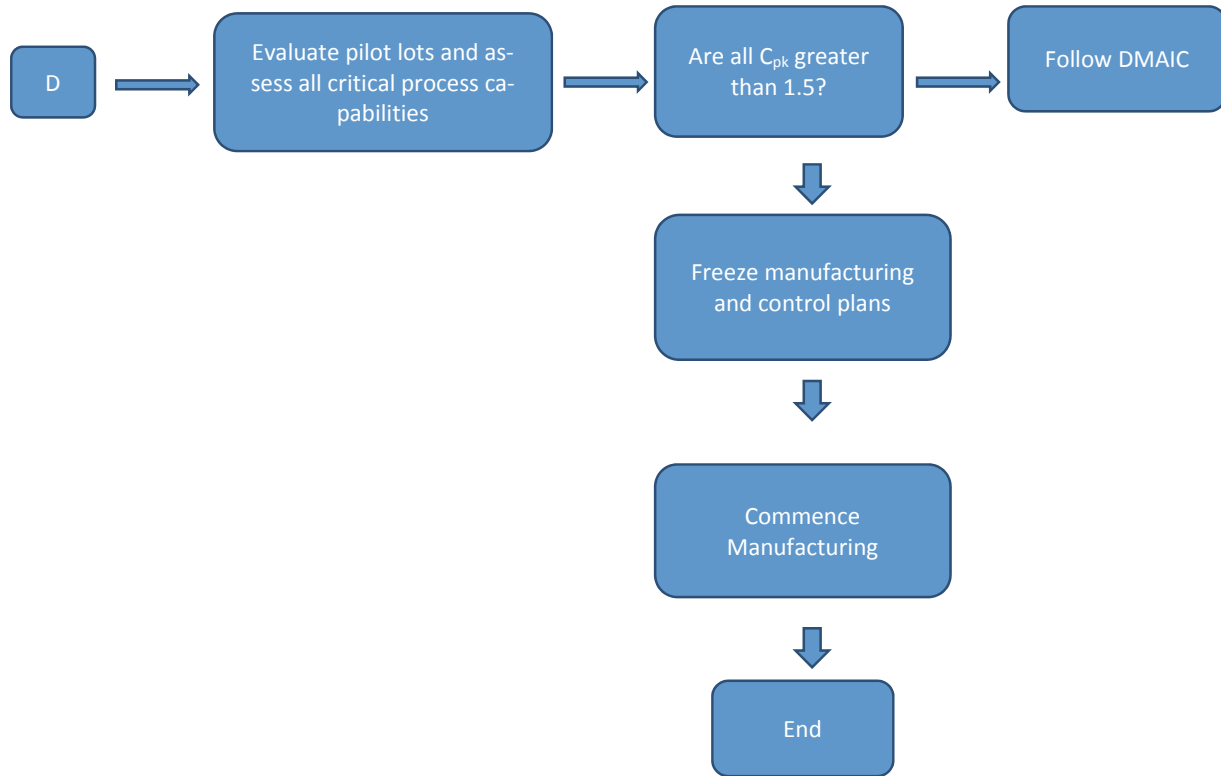 D
Evaluate pilot lots and as-
sess all critical process ca-
pabilities
Are all Cpk greater
than 1.5?
Follow DMAIC
Freeze manufacturing
and control plans
Commence
Manufacturing
End